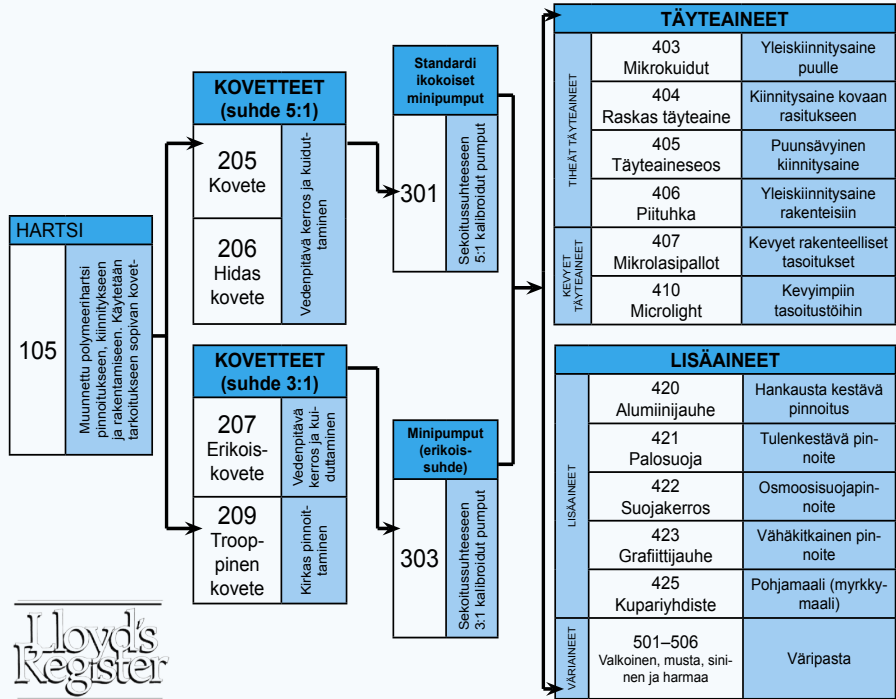 HARTSI
105
Muunnettu polymeerihartsi
pinnoitukseen, kiinnitykseen
ja rakentamiseen. Käytetään
tarkoitukseen sopivan kovet-
KOVETTEET
(suhde 5:1)
205
Kovete
206
Hidas
kovete
Vedenpitävä kerros ja kuidut-
taminen
KOVETTEET
(suhde 3:1)
207
Erikois-
kovete
Vedenpitävä
kerros ja kui-
duttaminen
209
Troop-
pinen
kovete
Kirkas pinnoit-
taminen
Standardi
ikokoiset
minipumput
301
Sekoitussuhteeseen
5:1 kalibroidut pumput
Minipumput
(erikois-
suhde)
303
Sekoitussuhteeseen
3:1 kalibroidut pumput
TÄYTEAINEET
TIHEÄT TÄYTEAINEET
403
Mikrokuidut
Yleiskiinnitysaine
puulle
404
Raskas täyteaine
Kiinnitysaine kovaan
rasitukseen
405
Täyteaineseos
Puunsävyinen
kiinnitysaine
406
Piituhka
Yleiskiinnitysaine
rakenteisiin
KEVYET
TÄYTEAINEET
407
Mikrolasipallot
Kevyet rakenteelliset
tasoitukset
410
Microlight
Kevyimpiin
tasoitustöihin
LISÄAINEET
LISÄAINEET
420
Alumiinijauhe
Hankausta kestävä
pinnoitus
421
Palosuoja
Tulenkestävä pin-
noite
422
Suojakerros
Osmoosisuojapin-
noite
423
Grafiittijauhe
Vähäkitkainen pin-
noite
425
Kupariyhdiste
Pohjamaali (myrkky-
maali)
VÄRIAINEET
501–506
Valkoinen, musta, sini-
nen ja harmaa
Väripasta
Lloyd's
Register